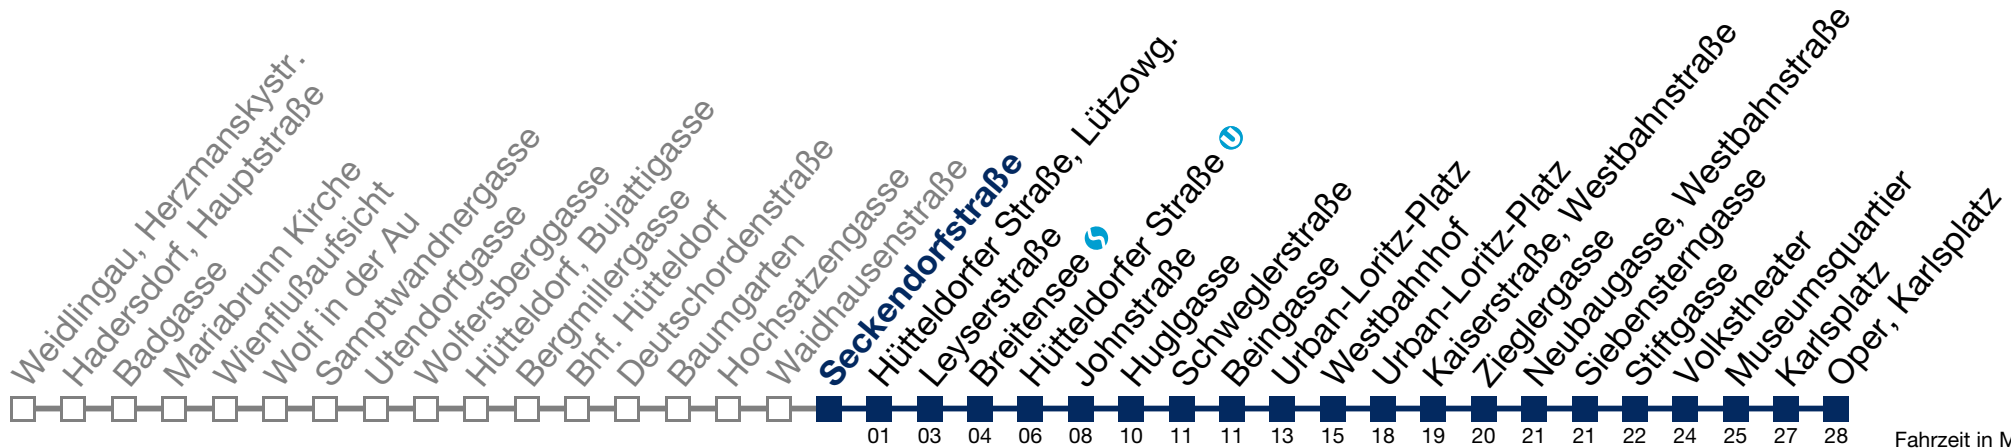 Weidlingau, Herzmanskystr.
Hadersdorf, Hauptstraße
Badgasse
Mariabrunn Kirche
Wienflußaufsicht
Wolf in der Au
Samptwandnergasse
Utendorfgasse
Wolfersberggasse
Hütteldorf, Bujattigasse
Bergmillergasse
Bhf. Hütteldorf
Deutschordenstraße
Baumgarten
Hochsatzengasse
Waidhausenstraße
Seckendorfstraße
Hütteldorfer Straße, Lützowg.
Leyserstraße
Breitensee S
Hütteldorfer Straße U
Johnstraße
Huglgasse
Schweglerstraße
Beingasse
Urban-Loritz-Platz
Westbahnhof
Urban-Loritz-Platz
Kaiserstraße, Westbahnstraße
Zieglergasse
Neubaugasse, Westbahnstraße
Siebensterngasse
Stiftgasse
Volkstheater
Museumsquartier
Karlsplatz
Oper, Karlsplatz
01 03 04 06 08 10 11 11 13 15 18 19 20 21 21 22 24 25 27 28 Fahrzeit in M